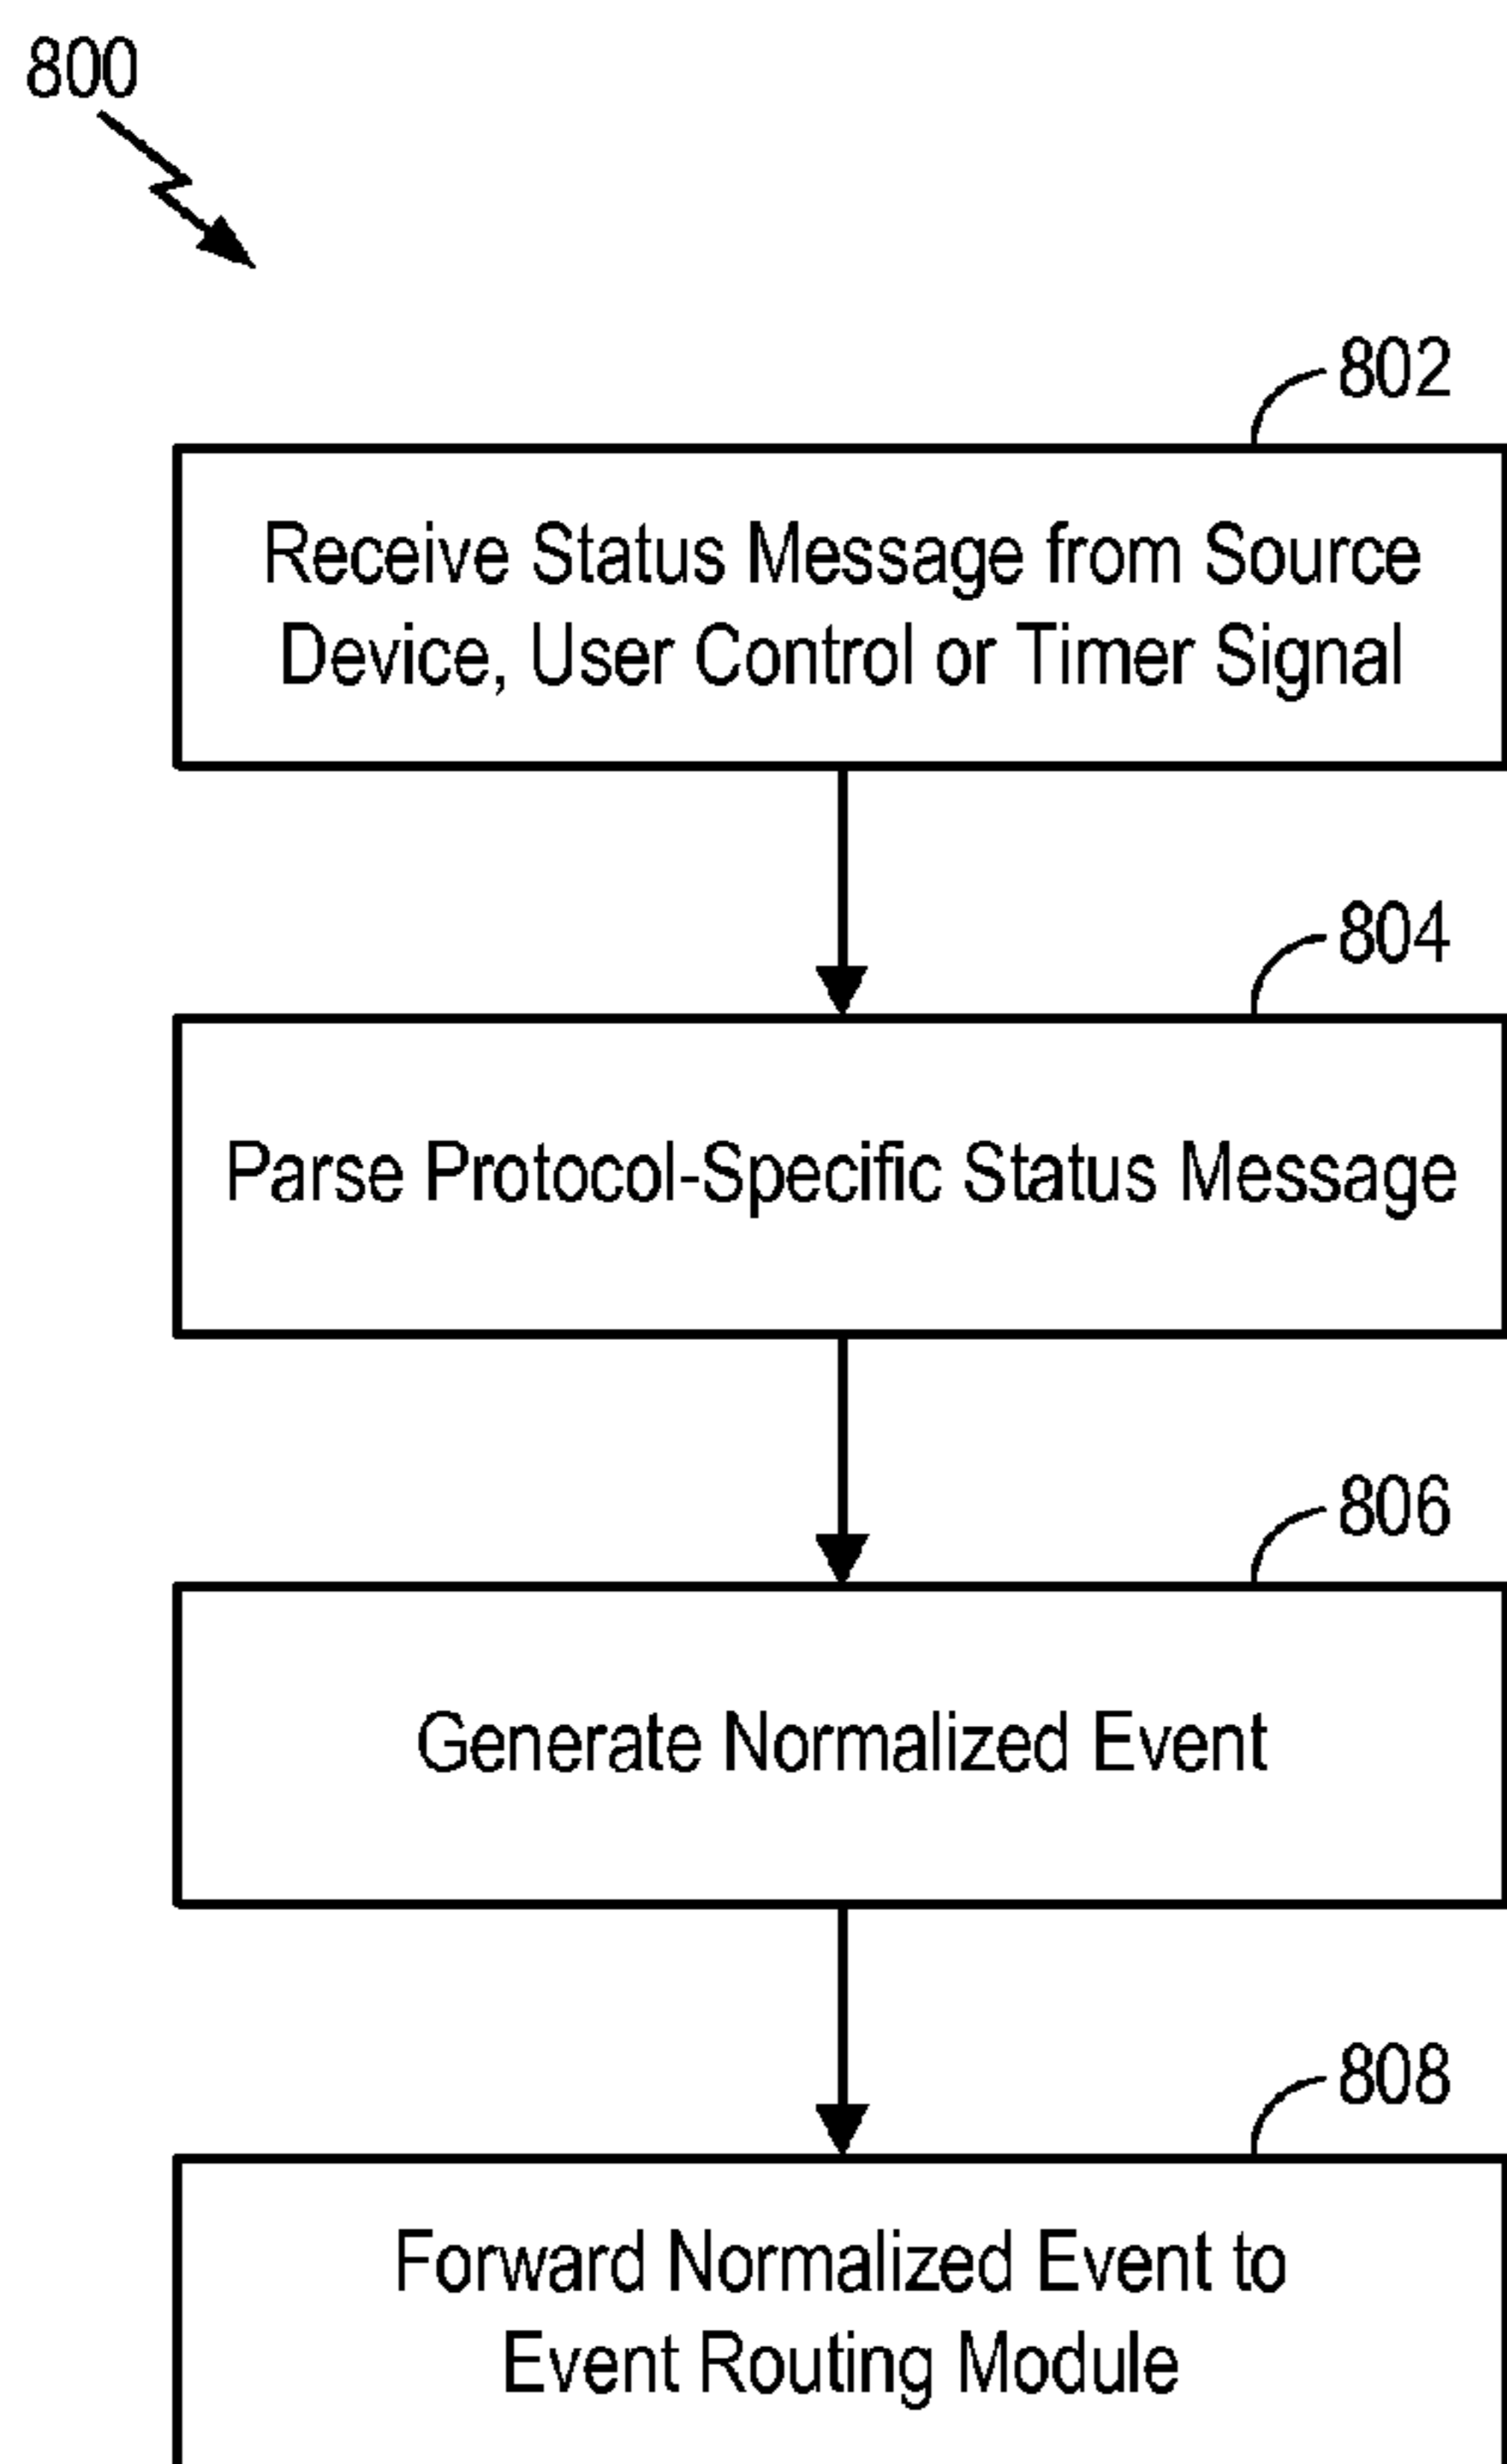 800
802
Receive Status Message from Source
Device, User Control or Timer Signal
804
Parse Protocol-Specific Status Message
806
Generate Normalized Event
808
Forward Normalized Event to
Event Routing Module